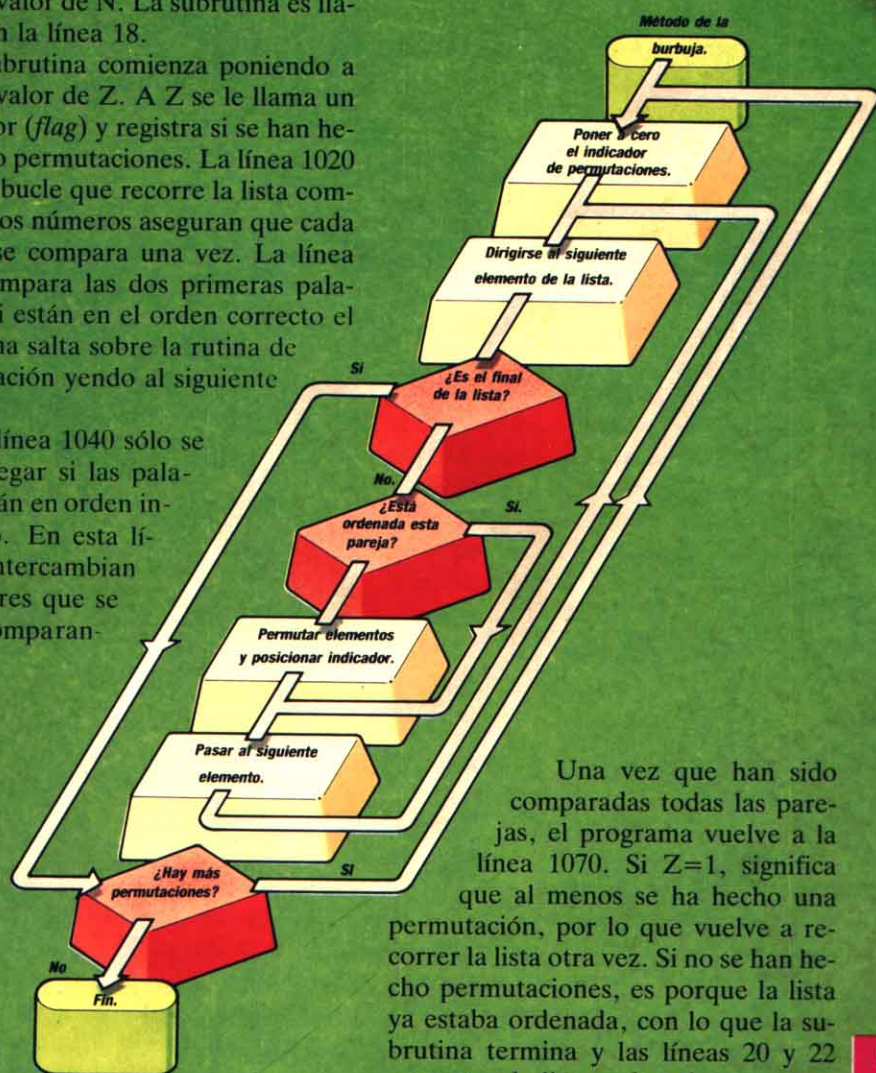 valor de N. La subrutina es lla-
n la línea 18.
brutina comienza poniendo a
valor de Z. A Z se le llama un
or (flag) y registra si se han he-
o permutaciones. La línea 1020
bucle que recorre la lista com-
os números aseguran que cada
se compara una vez. La línea
mpara las dos primeras pala-
i están en el orden correcto el
na salta sobre la rutina de
ación yendo al siguiente
línea 1040 sólo se
egar si las pala-
án en orden in-
. En esta lí-
ntercambian
res que se
omparan-
Método de la
burbuja.
Poner a cero
el indicador
de permutaciones.
Dirigirse al siguiente
elemento de la lista.
¿Es el final
de la lista?
Si
No.
¿Está
ordenada esta
pareja?
Si.
Permutar elementos
y posicionar indicador.
Pasar al siguiente
elemento.
¿Hay más
permutaciones?
Si
No
Fin.
Una vez que han sido
comparadas todas las pare-
jas, el programa vuelve a la
línea 1070. Si Z=1, significa
que al menos se ha hecho una
permutación, por lo que vuelve a re-
correr la lista otra vez. Si no se han he-
cho permutaciones, es porque la lista
ya estaba ordenada, con lo que la su-
brutina termina y las líneas 20 y 22